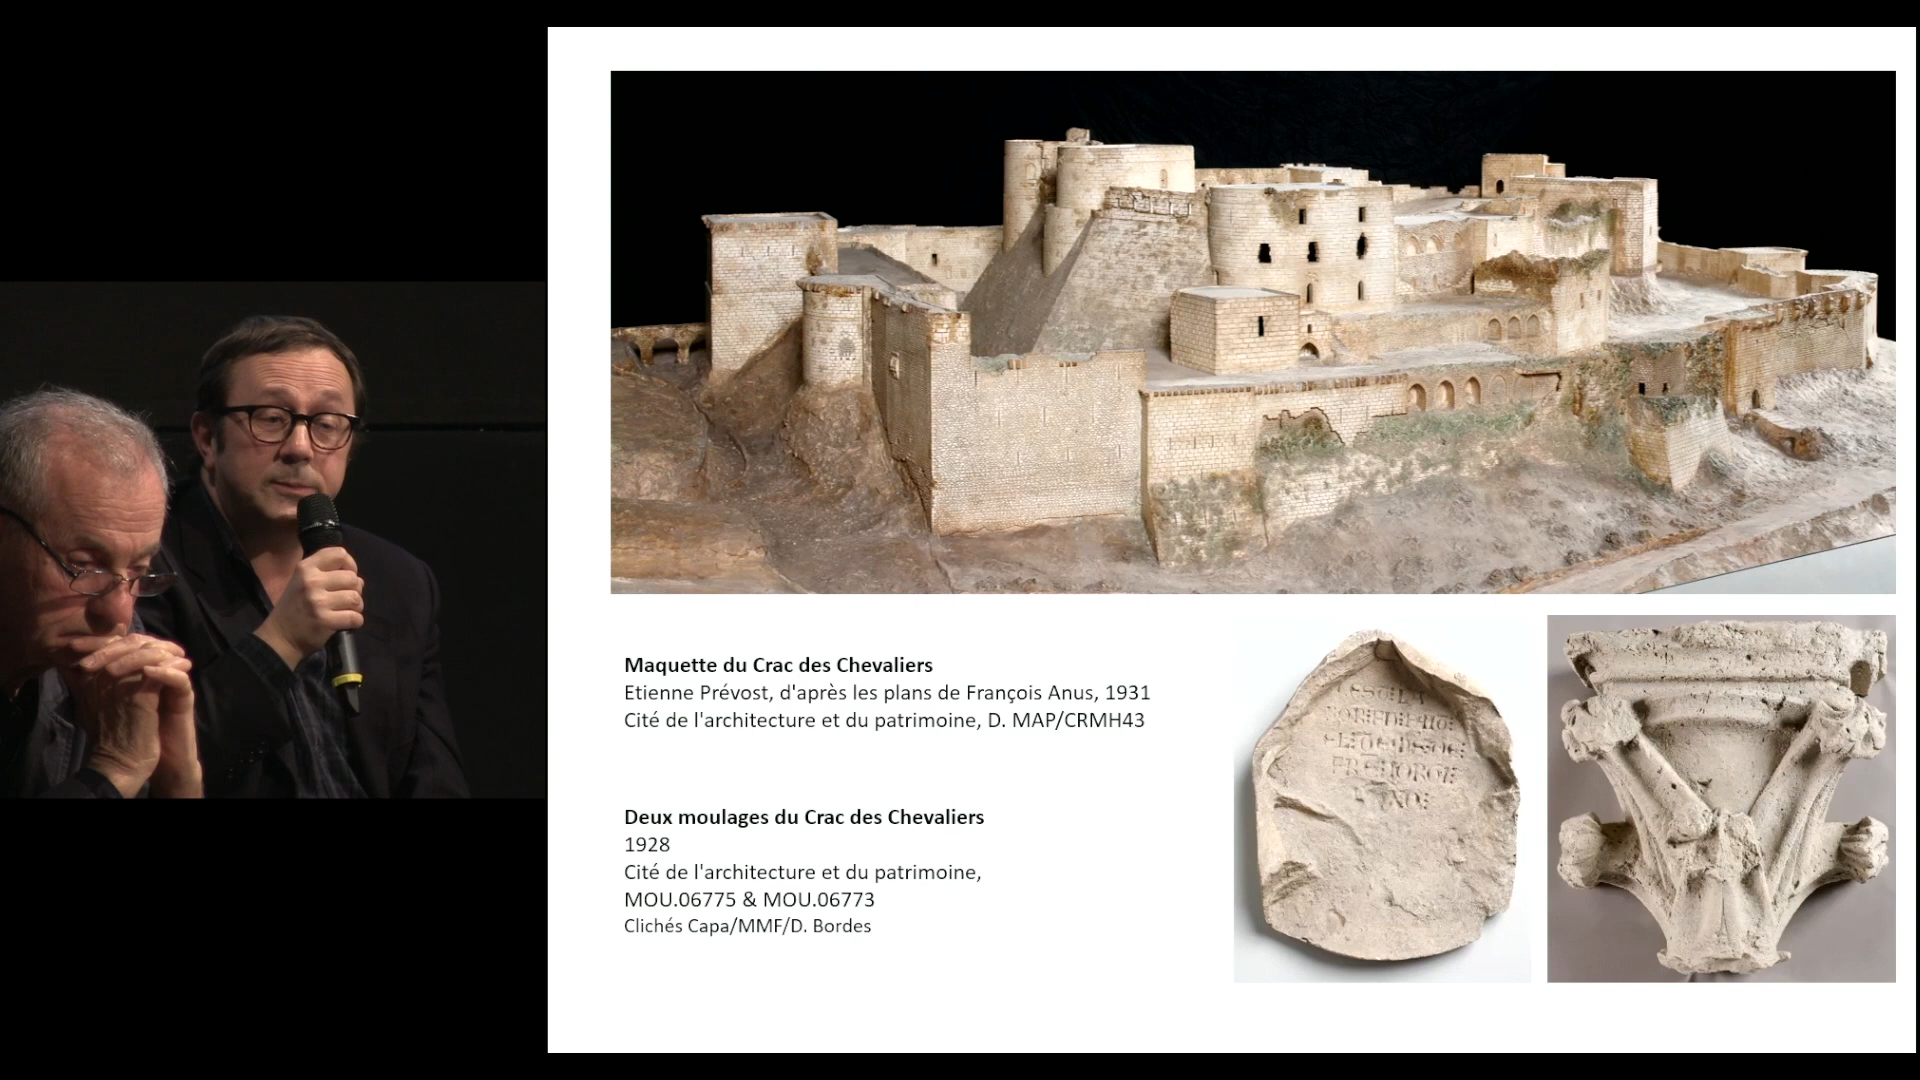 Maquette du Crac des Chevaliers
Etienne Prévost, d'après les plans de François Anus, 1931
Cité de l'architecture et du patrimoine, D. MAP/CRMH43
Deux moulages du Crac des Chevaliers
1928
Cité de l'architecture et du patrimoine,
MOU.06775 & MOU.06773
Clichés Capa/MMF/D. Bordes